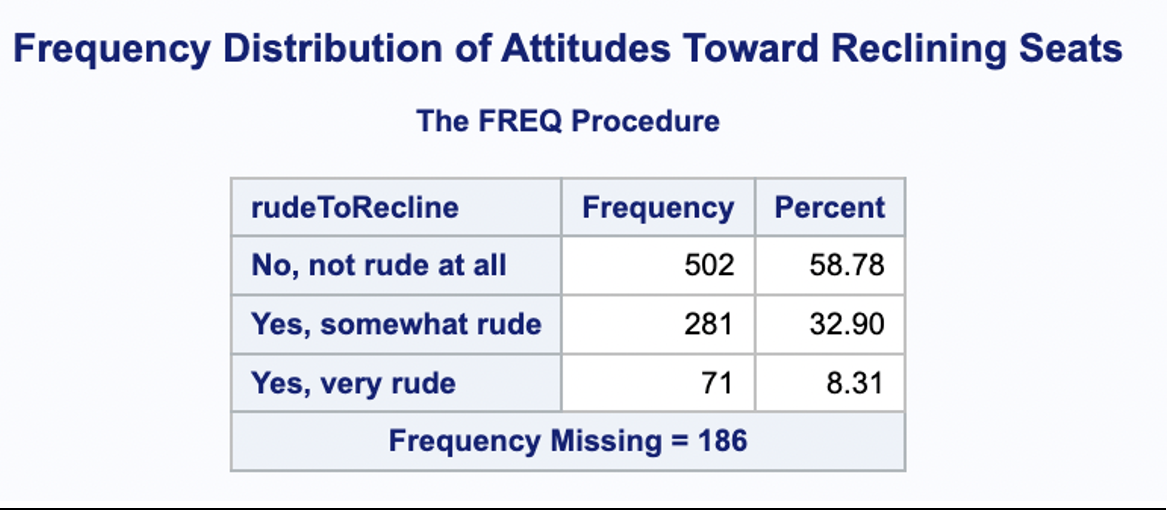 Frequency Distribution of Attitudes Toward Reclining Seats
The FREQ Procedure
rudeToRecline Frequency Percent
No, not rude at all 502 58.78
Yes, somewhat rude 281 32.90
Yes, very rude 71 8.31
Frequency Missing = 186